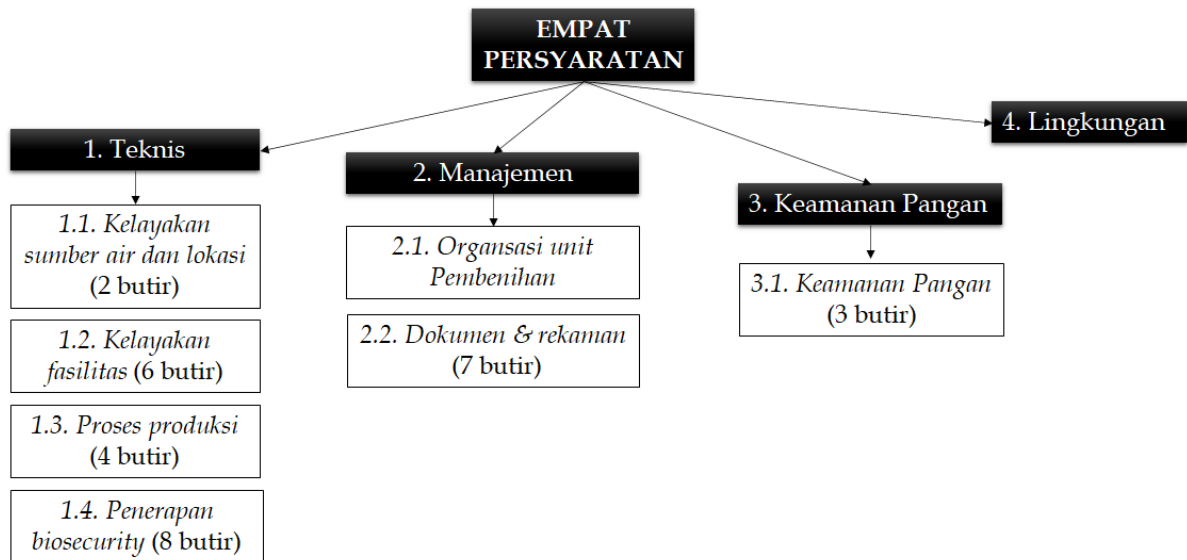 EMPAT
PERSYARATAN
1. Teknis
1.1. Kelayakan
sumber air dan lokasi
(2 butir)
1.2. Kelayakan
fasilitas (6 butir)
1.3. Proses produksi
(4 butir)
1.4. Penerapan
biosecurity (8 butir)
2. Manajemen
2.1. Organsasi unit
Pembenihan
2.2. Dokumen & rekaman
(7 butir)
3. Keamanan Pangan
3.1. Keamanan Pangan
(3 butir)
4. Lingkungan